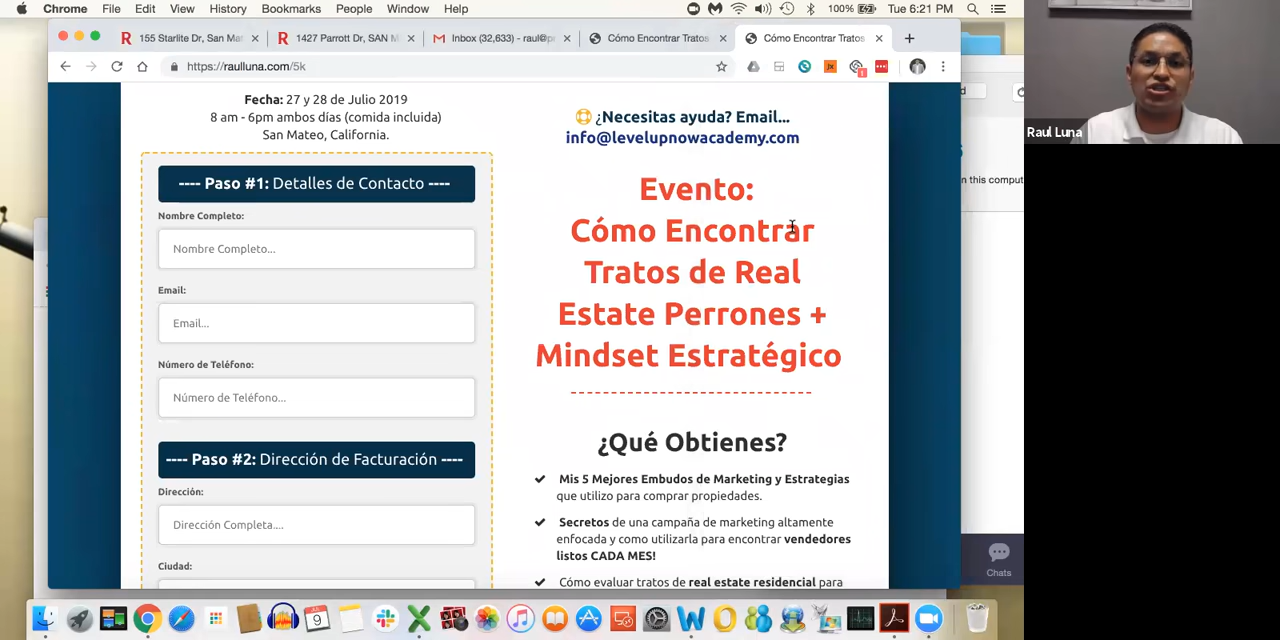 Chrome File Edit View History Bookmarks People Window Help 100% Tue 6:21 PM
155 Starlite Dr, San Ma
1427 Parrott Dr, SAN M
Inbox (32,633) - raul@p
Cómo Encontrar Tratos
Cómo Encontrar Tratos
https://raulluna.com/5k
Fecha: 27 y 28 de Julio 2019
8 am - 6pm ambos días (comida incluida)
San Mateo, California.
---- Paso #1: Detalles de Contacto ----
Nombre Completo:
Nombre Completo...
Email:
Email...
Número de Teléfono:
Número de Teléfono...
---- Paso #2: Dirección de Facturación ----
Dirección:
Dirección Completa....
Ciudad:
¿Necesitas ayuda? Email...
info@levelupnowacademy.com
Evento:
Cómo Encontrar
Tratos de Real
Estate Perrones +
Mindset Estratégico
¿Qué Obtienes?
Mis 5 Mejores Embudos de Marketing y Estrategias
que utilizo para comprar propiedades.
Secretos de una campaña de marketing altamente
enfocada y como utilizarla para encontrar vendedores
listos CADA MES!
Cómo evaluar tratos de real estate residencial para
Raul Luna
n this comput
Chats
9